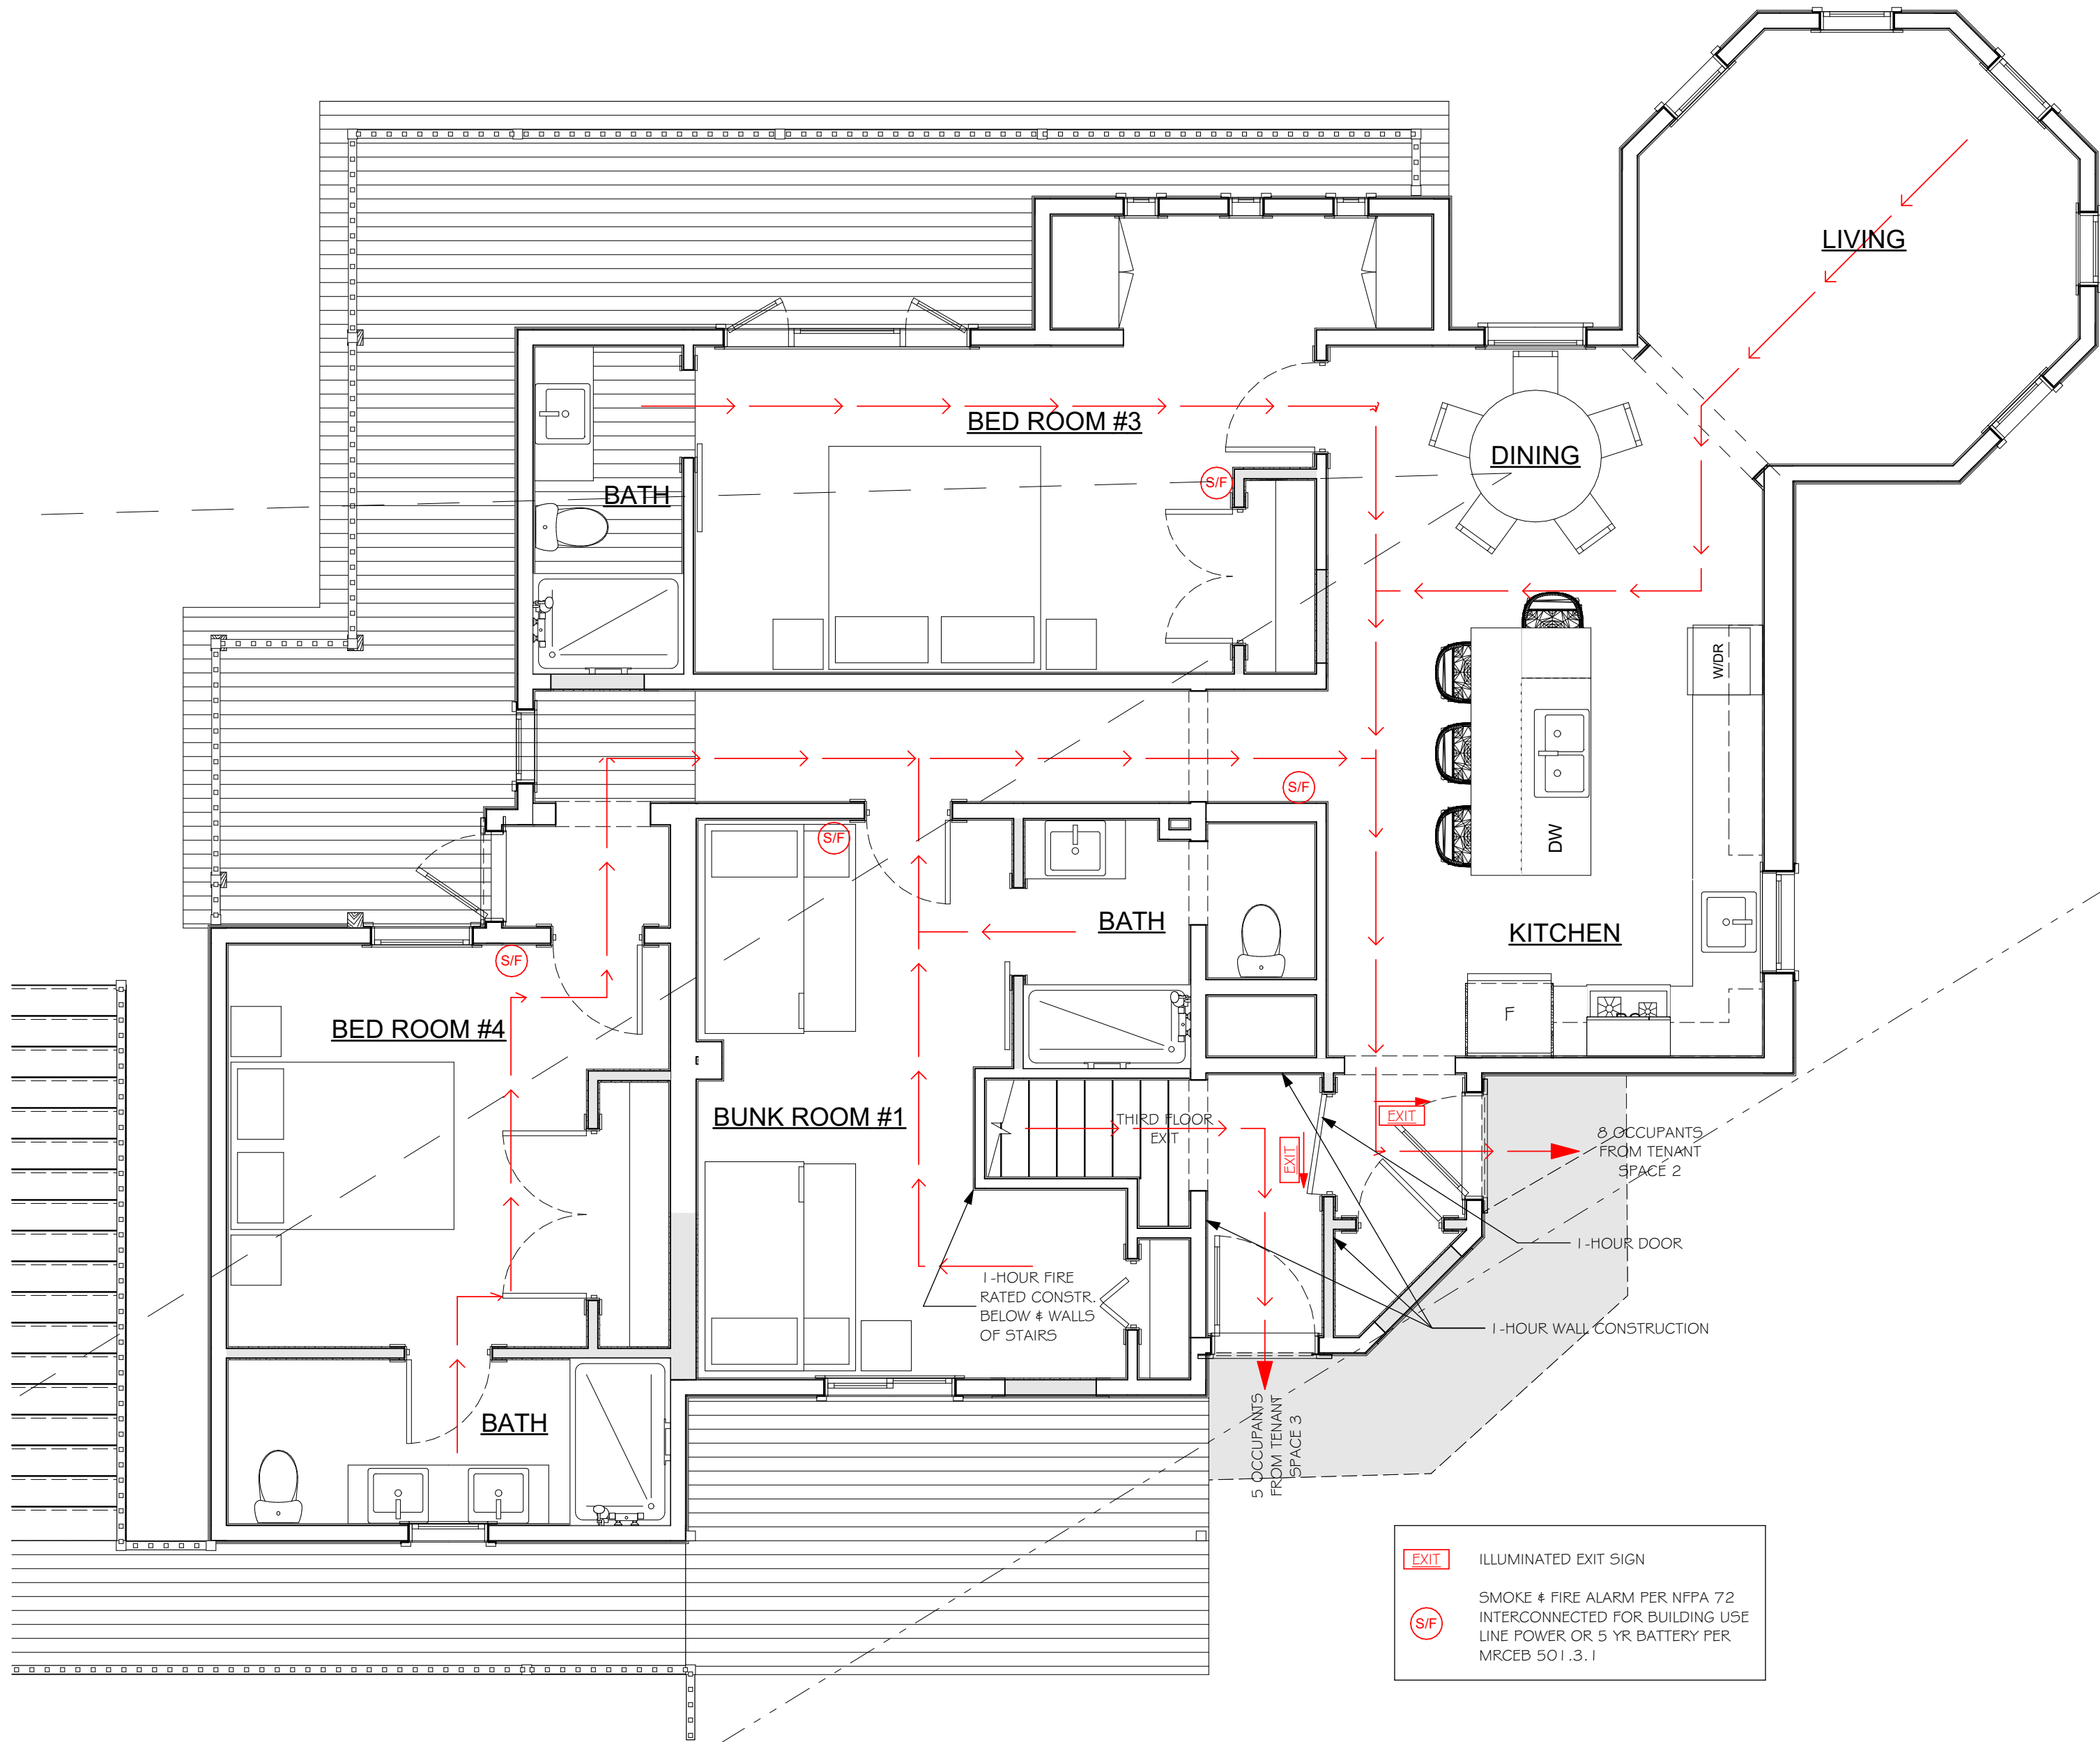 LIVING
BED ROOM #3
DINING
S/F
BATH
W/DR
S/F
S/F
DW
BATH
KITCHEN
S/F
F
BED ROOM #4
BUNK ROOM #1
THIRD FLOOR
EXIT
EXIT
EXIT
8 OCCUPANTS
FROM TENANT
SPACE 2
1-HOUR DOOR
1-HOUR FIRE
RATED CONSTR.
BELOW & WALLS
OF STAIRS
1-HOUR WALL CONSTRUCTION
BATH
5 OCCUPANTS
FROM TENANT
SPACE 3
EXIT
ILLUMINATED EXIT SIGN
S/F
SMOKE & FIRE ALARM PER NFPA 72
INTERCONNECTED FOR BUILDING USE
LINE POWER OR 5 YR BATTERY PER
MRCEB 501.3.1